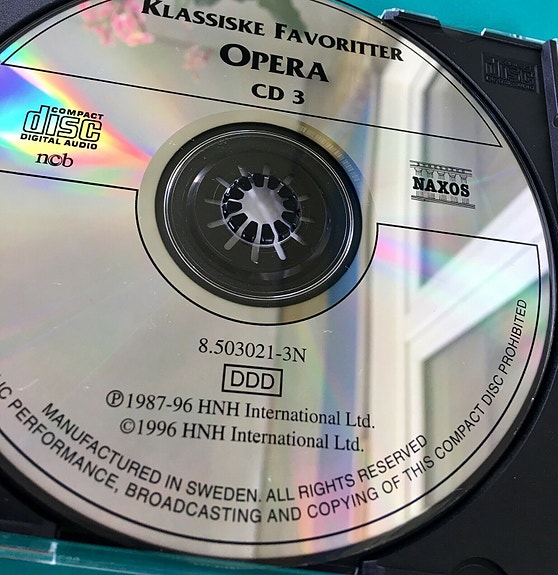 KLASSISKE FAVORITTER
OPERA
CD 3
COMPACT
disc
DIGITAL AUDIO
ncb
NAXOS
8.503021-3N
DDD
℗1987-96 HNH International Ltd.
©1996 HNH International Ltd.
MANUFACTURED IN SWEDEN. ALL RIGHTS RESERVED
PERFORMANCE, BROADCASTING AND COPYING OF THIS COMPACT DISC PROHIBITED